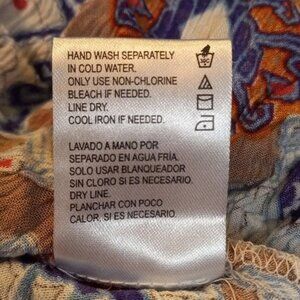 HAND WASH SEPARATELY
IN COLD WATER.
ONLY USE NON-CHLORINE
BLEACH IF NEEDED.
LINE DRY.
COOL IRON IF NEEDED.
LAVADO A MANO POR
SEPARADO EN AGUA FRÍA.
SOLO USAR BLANQUEADOR
SIN CLORO SI ES NECESARIO.
DRY LINE.
PLANCHAR CON POCO
CALOR, SI ES NECESARIO